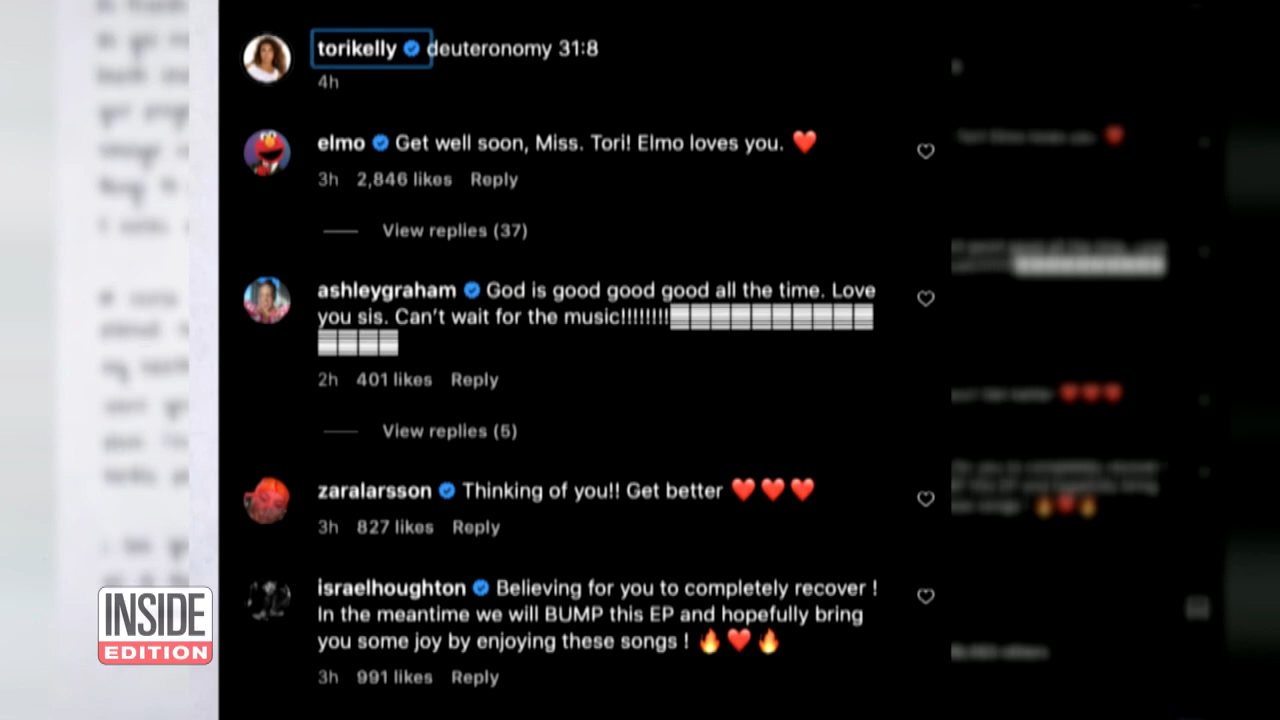 torikelly deuteronomy 31:8
4h
elmo Get well soon, Miss. Tori! Elmo loves you. ❤️
3h 2,846 likes Reply
View replies (37)
ashleygraham God is good good good all the time. Love
you sis. Can't wait for the music!!!!!!!!
2h 401 likes Reply
View replies (5)
zaralarsson Thinking of you!! Get better ❤️❤️❤️
3h 827 likes Reply
israelhoughton Believing for you to completely recover !
In the meantime we will BUMP this EP and hopefully bring
you some joy by enjoying these songs ! 🔥❤️🔥
3h 991 likes Reply
INSIDE
EDITION